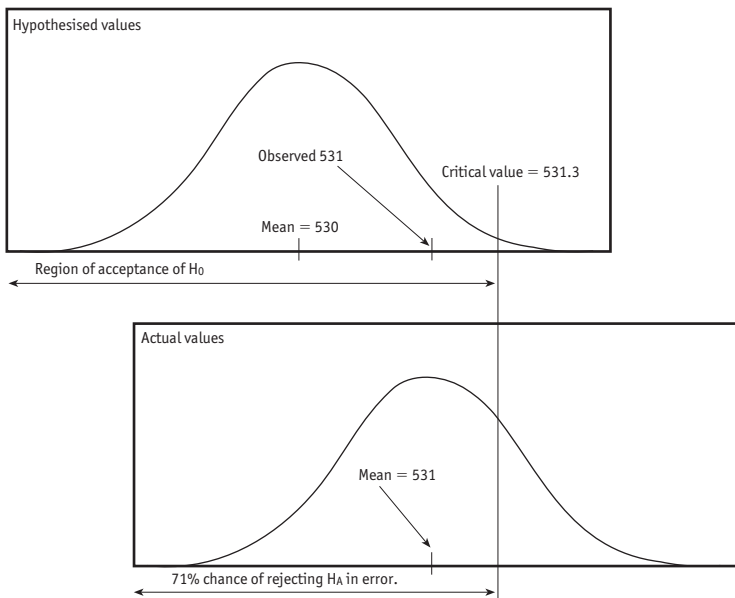 Hypothesised values
Observed 531
Critical value = 531.3
Mean = 530
Region of acceptance of H0
Actual values
Mean = 531
71% chance of rejecting HA in error.